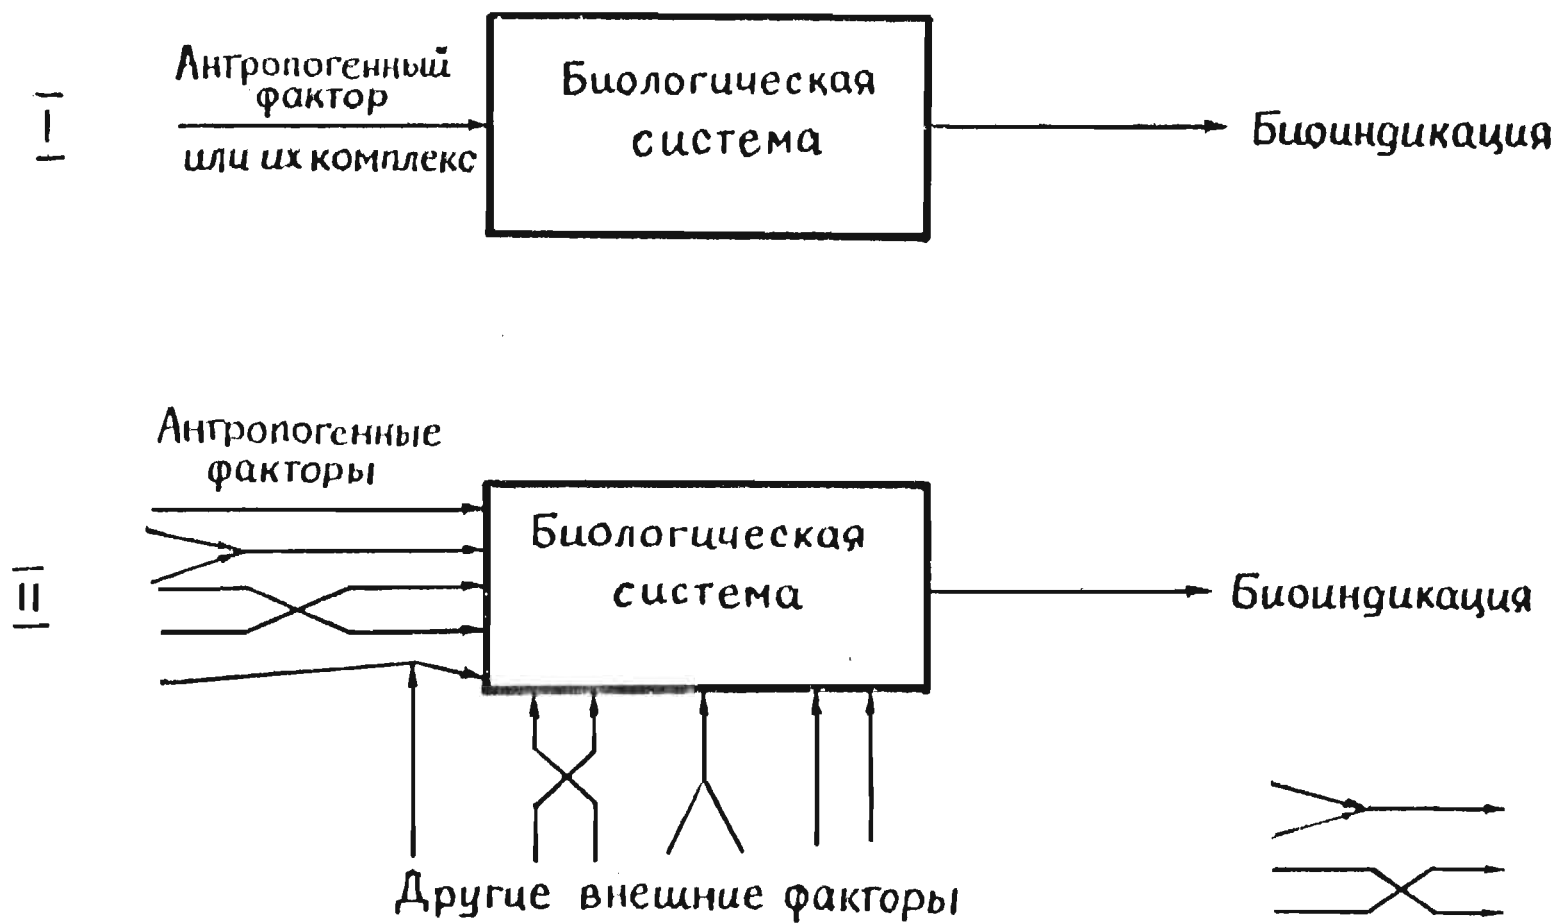 I
Антропогенный
фактор
или их комплекс
Биологическая
система
Биоиндикация
II
Антропогенные
факторы
Биологическая
система
Биоиндикация
Другие внешние факторы